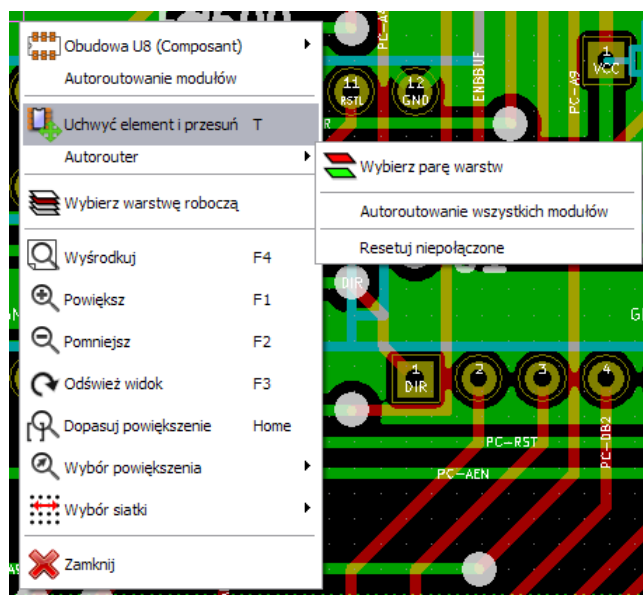 Obudowa U8 (Composant)
Autoroutowanie modułów
Uchwyć element i przesuń T
Autorouter
Wybierz warstwę roboczą
Wyśrodkuj F4
Powiększ F1
Pomniejsz F2
Odśwież widok F3
Dopasuj powiększenie Home
Wybór powiększenia
Wybór siatki
Zamknij
Wybierz parę warstw
Autoroutowanie wszystkich modułów
Resetuj niepołączone
11
RSTL
12
GND
ENBBUF
PC-A9
1
VCC
DIR
1
DIR
2
3
4
PC-RST
PC-AEN
PC-DB2